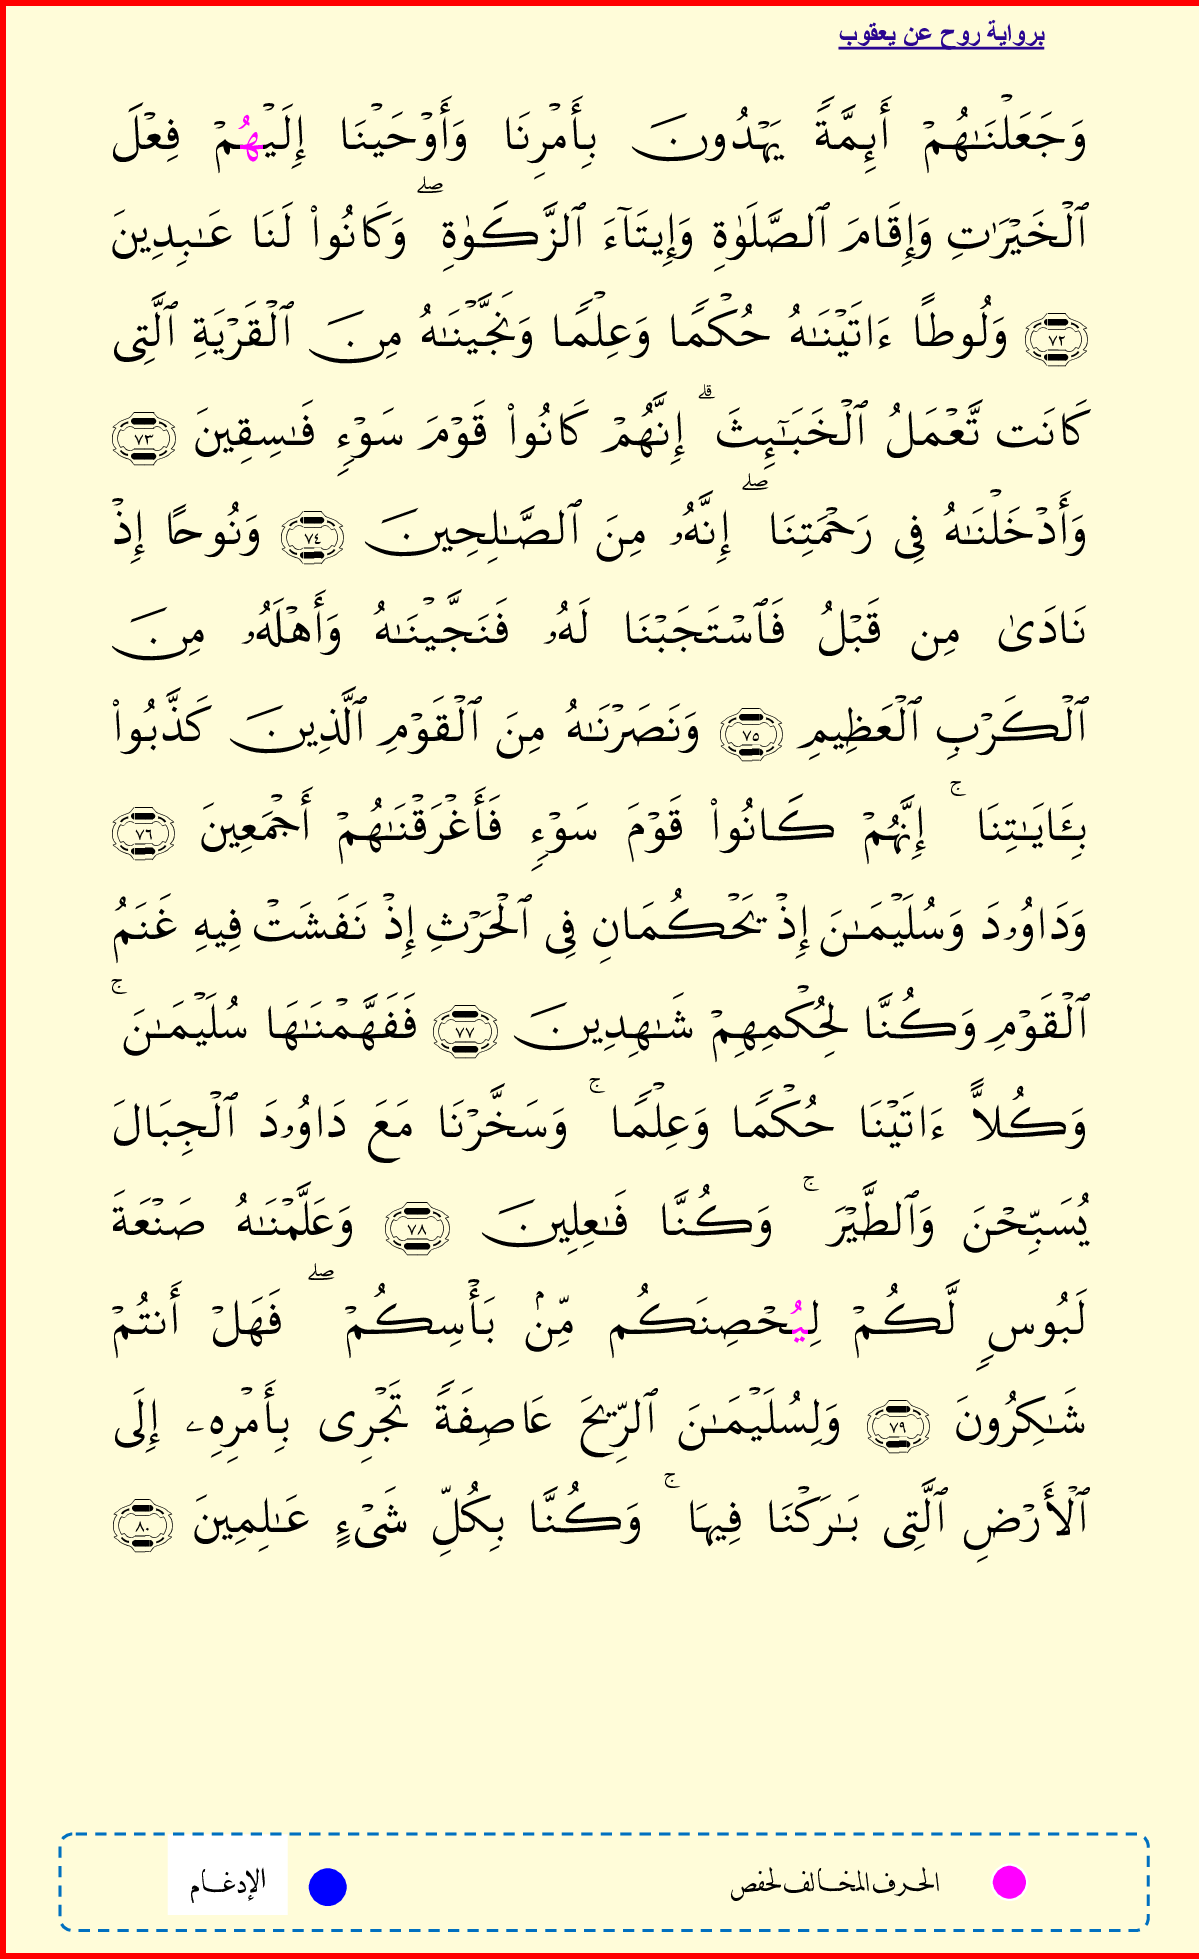 برواية روح عن يعقوب
وَجَعَلْنَـٰهُمْ أَئِمَّةً يَهْدُونَ بِأَمْرِنَا وَأَوْحَيْنَا إِلَيْهُمْ فِعْلَ
ٱلْخَيْرَٰتِ وَإِقَامَ ٱلصَّلَوٰةِ وَإِيتَآءَ ٱلزَّكَوٰةِ ۖ وَكَانُوا۟ لَنَا عَـٰبِدِينَ
٧٢ وَلُوطًا ءَاتَيْنَـٰهُ حُكْمًا وَعِلْمًا وَنَجَّيْنَـٰهُ مِنَ ٱلْقَرْيَةِ ٱلَّتِى
كَانَت تَّعْمَلُ ٱلْخَبَـٰٓئِثَ ۗ إِنَّهُمْ كَانُوا۟ قَوْمَ سَوْءٍ فَـٰسِقِينَ ٧٣
وَأَدْخَلْنَـٰهُ فِى رَحْمَتِنَا ۖ إِنَّهُۥ مِنَ ٱلصَّـٰلِحِينَ ٧٤ وَنُوحًا إِذْ
نَادَىٰ مِن قَبْلُ فَٱسْتَجَبْنَا لَهُۥ فَنَجَّيْنَـٰهُ وَأَهْلَهُۥ مِنَ
ٱلْكَرْبِ ٱلْعَظِيمِ ٧٥ وَنَصَرْنَـٰهُ مِنَ ٱلْقَوْمِ ٱلَّذِينَ كَذَّبُوا۟
بِـَٔايَـٰتِنَا ۚ إِنَّهُمْ كَانُوا۟ قَوْمَ سَوْءٍ فَأَغْرَقْنَـٰهُمْ أَجْمَعِينَ ٧٦
وَدَاوُۥدَ وَسُلَيْمَـٰنَ إِذْ يَحْكُمَانِ فِى ٱلْحَرْثِ إِذْ نَفَشَتْ فِيهِ غَنَمُ
ٱلْقَوْمِ وَكُنَّا لِحُكْمِهِمْ شَـٰهِدِينَ ٧٧ فَفَهَّمْنَـٰهَا سُلَيْمَـٰنَ ۚ
وَكُلاًّ ءَاتَيْنَا حُكْمًا وَعِلْمًا ۚ وَسَخَّرْنَا مَعَ دَاوُۥدَ ٱلْجِبَالَ
يُسَبِّحْنَ وَٱلطَّيْرَ ۚ وَكُنَّا فَـٰعِلِينَ ٧٨ وَعَلَّمْنَـٰهُ صَنْعَةَ
لَبُوسٍ لَّكُمْ لِيُحْصِنَكُم مِّنۢ بَأْسِكُمْ ۖ فَهَلْ أَنتُمْ
شَـٰكِرُونَ ٧٩ وَلِسُلَيْمَـٰنَ ٱلرِّيحَ عَاصِفَةً تَجْرِى بِأَمْرِهِۦ إِلَى
ٱلْأَرْضِ ٱلَّتِى بَـٰرَكْنَا فِيهَا ۚ وَكُنَّا بِكُلِّ شَىْءٍ عَـٰلِمِينَ ٨٠
الحرف المخالف لحفص الإدغام